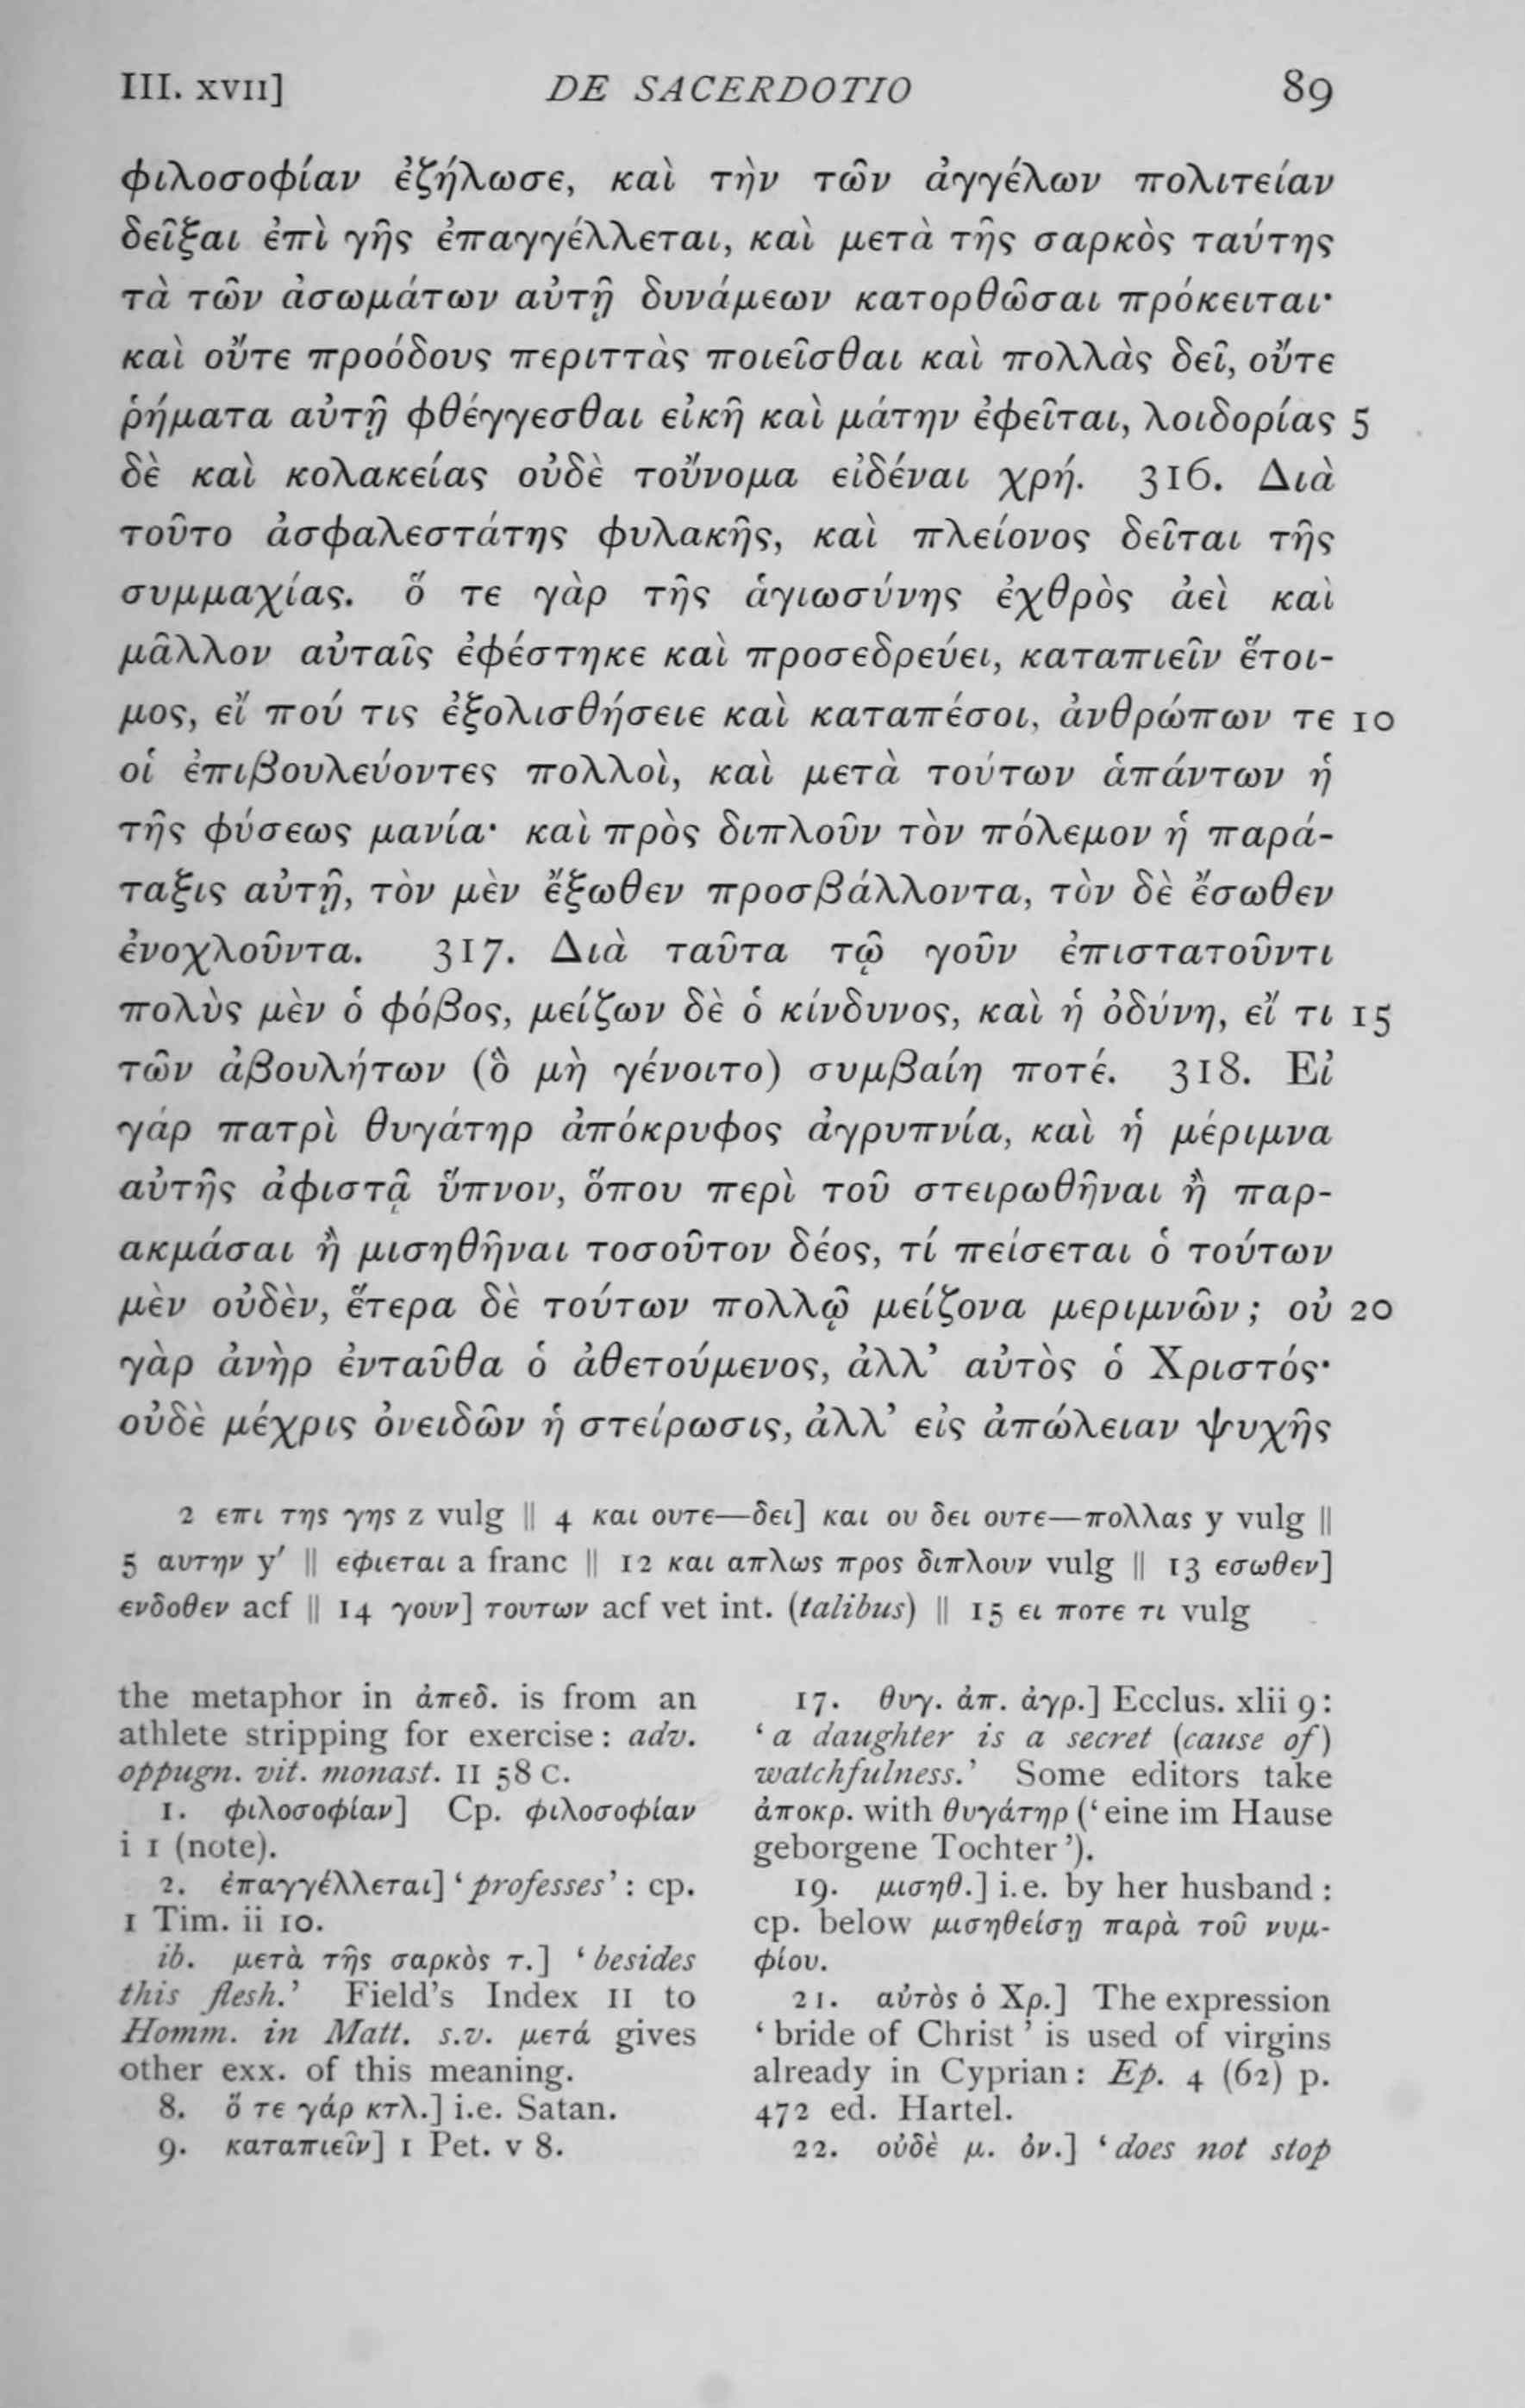 III. XVII] DE SACERDOTIO 89
φιλοσοφίαν ἐζήλωσε, καὶ τὴν τῶν ἀγγέλων πολιτείαν
δεῖξαι ἐπὶ γῆς ἐπαγγέλλεται, καὶ μετὰ τῆς σαρκὸς ταύτης
τὰ τῶν ἀσωμάτων αὐτῇ δυνάμεων κατορθῶσαι πρόκειται·
καὶ οὔτε προόδους περιττὰς ποιεῖσθαι καὶ πολλὰς δεῖ, οὔτε
ῥήματα αὐτῇ φθέγγεσθαι εἰκῆ καὶ μάτην ἐφεῖται, λοιδορίας 5
δὲ καὶ κολακείας οὐδὲ τοὔνομα εἰδέναι χρή. 316. Διὰ
τοῦτο ἀσφαλεστάτης φυλακῆς, καὶ πλείονος δεῖται τῆς
συμμαχίας. ὅ τε γὰρ τῆς ἁγιωσύνης ἐχθρὸς ἀεὶ καὶ
μᾶλλον αὐταῖς ἐφέστηκε καὶ προσεδρεύει, καταπιεῖν ἕτοι-
μος, εἴ πού τις ἐξολισθήσειε καὶ καταπέσοι, ἀνθρώπων τε 10
οἱ ἐπιβουλεύοντες πολλοὶ, καὶ μετὰ τούτων ἁπάντων ἡ
τῆς φύσεως μανία· καὶ πρὸς διπλοῦν τὸν πόλεμον ἡ παρά-
ταξις αὐτῇ, τὸν μὲν ἔξωθεν προσβάλλοντα, τὸν δὲ ἔσωθεν
ἐνοχλοῦντα. 317. Διὰ ταῦτα τῷ γοῦν ἐπιστατοῦντι
πολὺς μὲν ὁ φόβος, μείζων δὲ ὁ κίνδυνος, καὶ ἡ ὀδύνη, εἴ τι 15
τῶν ἀβουλήτων (ὃ μὴ γένοιτο) συμβαίη ποτέ. 318. Εἰ
γάρ πατρὶ θυγάτηρ ἀπόκρυφος ἀγρυπνία, καὶ ἡ μέριμνα
αὐτῆς ἀφιστᾷ ὕπνον, ὅπου περὶ τοῦ στειρωθῆναι ἢ παρ-
ακμάσαι ἢ μισηθῆναι τοσοῦτον δέος, τί πείσεται ὁ τούτων
μὲν οὐδὲν, ἕτερα δὲ τούτων πολλῷ μείζονα μεριμνῶν; οὐ 20
γὰρ ἀνὴρ ἐνταῦθα ὁ ἀθετούμενος, ἀλλ’ αὐτὸς ὁ Χριστός·
οὐδὲ μέχρις ὀνειδῶν ἡ στείρωσις, ἀλλ’ εἰς ἀπώλειαν ψυχῆς
2 επι της γης z vulg || 4 και ουτε—δει] και ου δει ουτε—πολλας y vulg ||
5 αυτην y′ || εφιεται a franc || 12 και απλως προς διπλουν vulg || 13 εσωθεν]
ενδοθεν acf || 14 γουν] τουτων acf vet int. (talibus) || 15 ει ποτε τι vulg
the metaphor in ἀπεδ. is from an
athlete stripping for exercise: adv.
oppugn. vit. monast. II 58 C.
1. φιλοσοφίαν] Cp. φιλοσοφίαν
i 1 (note).
2. ἐπαγγέλλεται] ‘professes’: cp.
1 Tim. ii 10.
ib. μετὰ τῆς σαρκὸς τ.] ‘besides
this flesh.’ Field's Index II to
Homm. in Matt. s.v. μετά gives
other exx. of this meaning.
8. ὅ τε γάρ κτλ.] i.e. Satan.
9. καταπιεῖν] 1 Pet. v 8.
17. θυγ. ἀπ. ἀγρ.] Ecclus. xlii 9:
‘a daughter is a secret (cause of)
watchfulness.’ Some editors take
ἀποκρ. with θυγάτηρ (‘eine im Hause
geborgene Tochter’).
19. μισηθ.] i.e. by her husband:
cp. below μισηθείσῃ παρὰ τοῦ νυμ-
φίου.
21. αὐτὸς ὁ Χρ.] The expression
‘bride of Christ’ is used of virgins
already in Cyprian: Ep. 4 (62) p.
472 ed. Hartel.
22. οὐδὲ μ. ὀν.] ‘does not stop